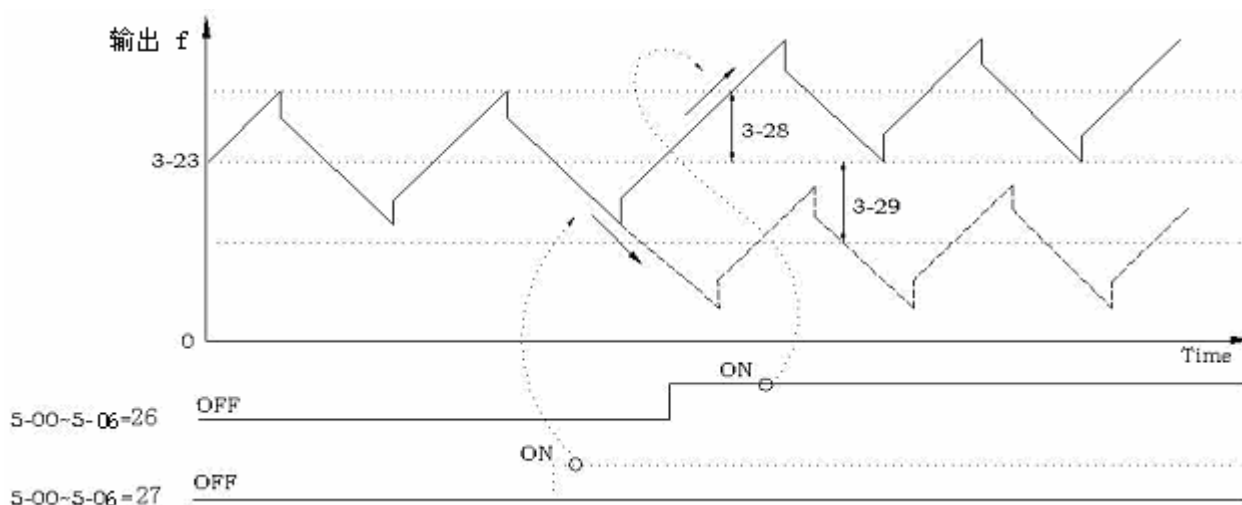 输出 f
3-28
3-23
3-29
0
Time
ON
OFF
5-00~5-06=26
ON
OFF
5-00~5-06=27